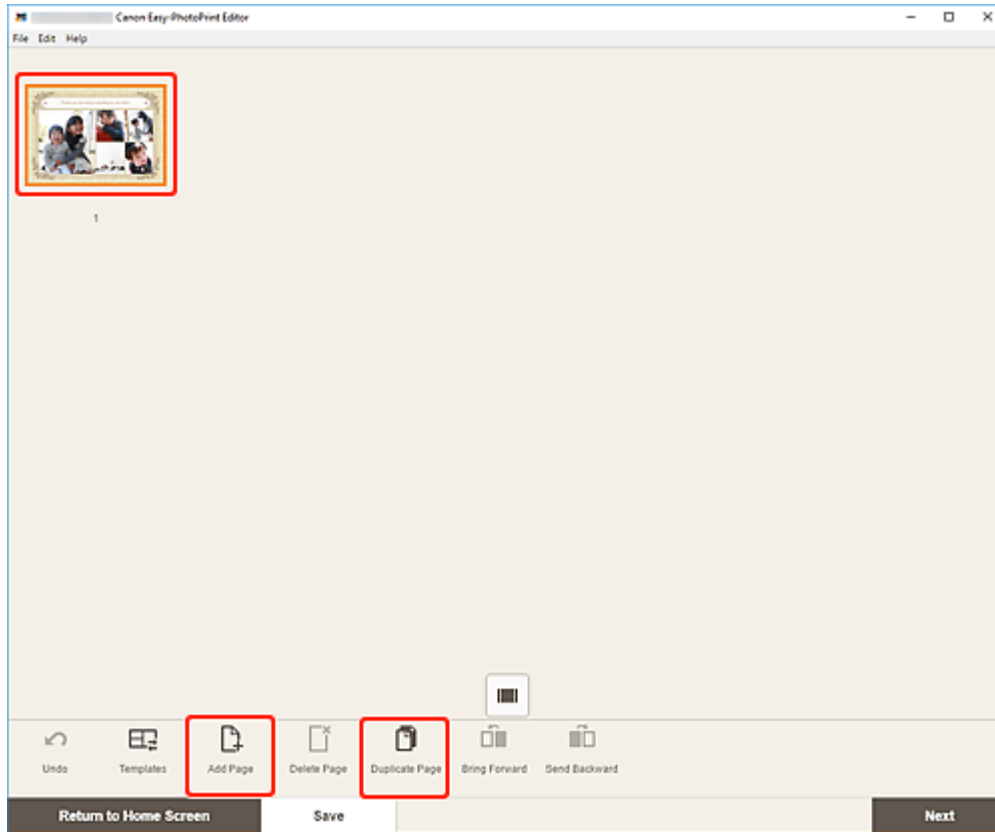 Canon Easy-PhotoPrint Editor
File Edit Help
1
Undo Templates Add Page Delete Page Duplicate Page Bring Forward Send Backward
Return to Home Screen Save Next